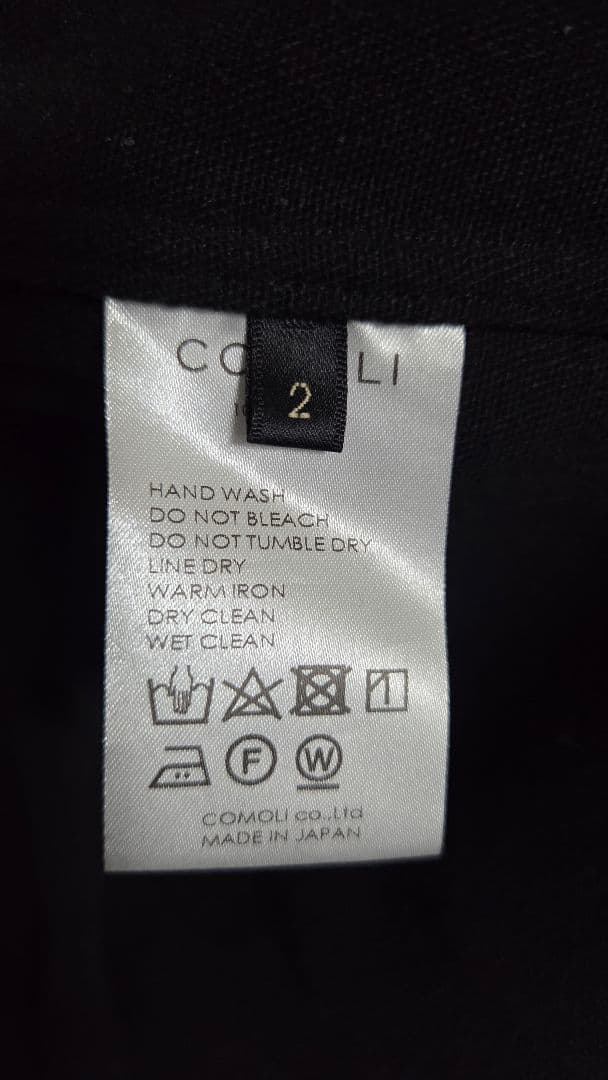 CO LI
2
HAND WASH
DO NOT BLEACH
DO NOT TUMBLE DRY
LINE DRY
WARM IRON
DRY CLEAN
WET CLEAN
F W
COMOLI co.,Ltd
MADE IN JAPAN